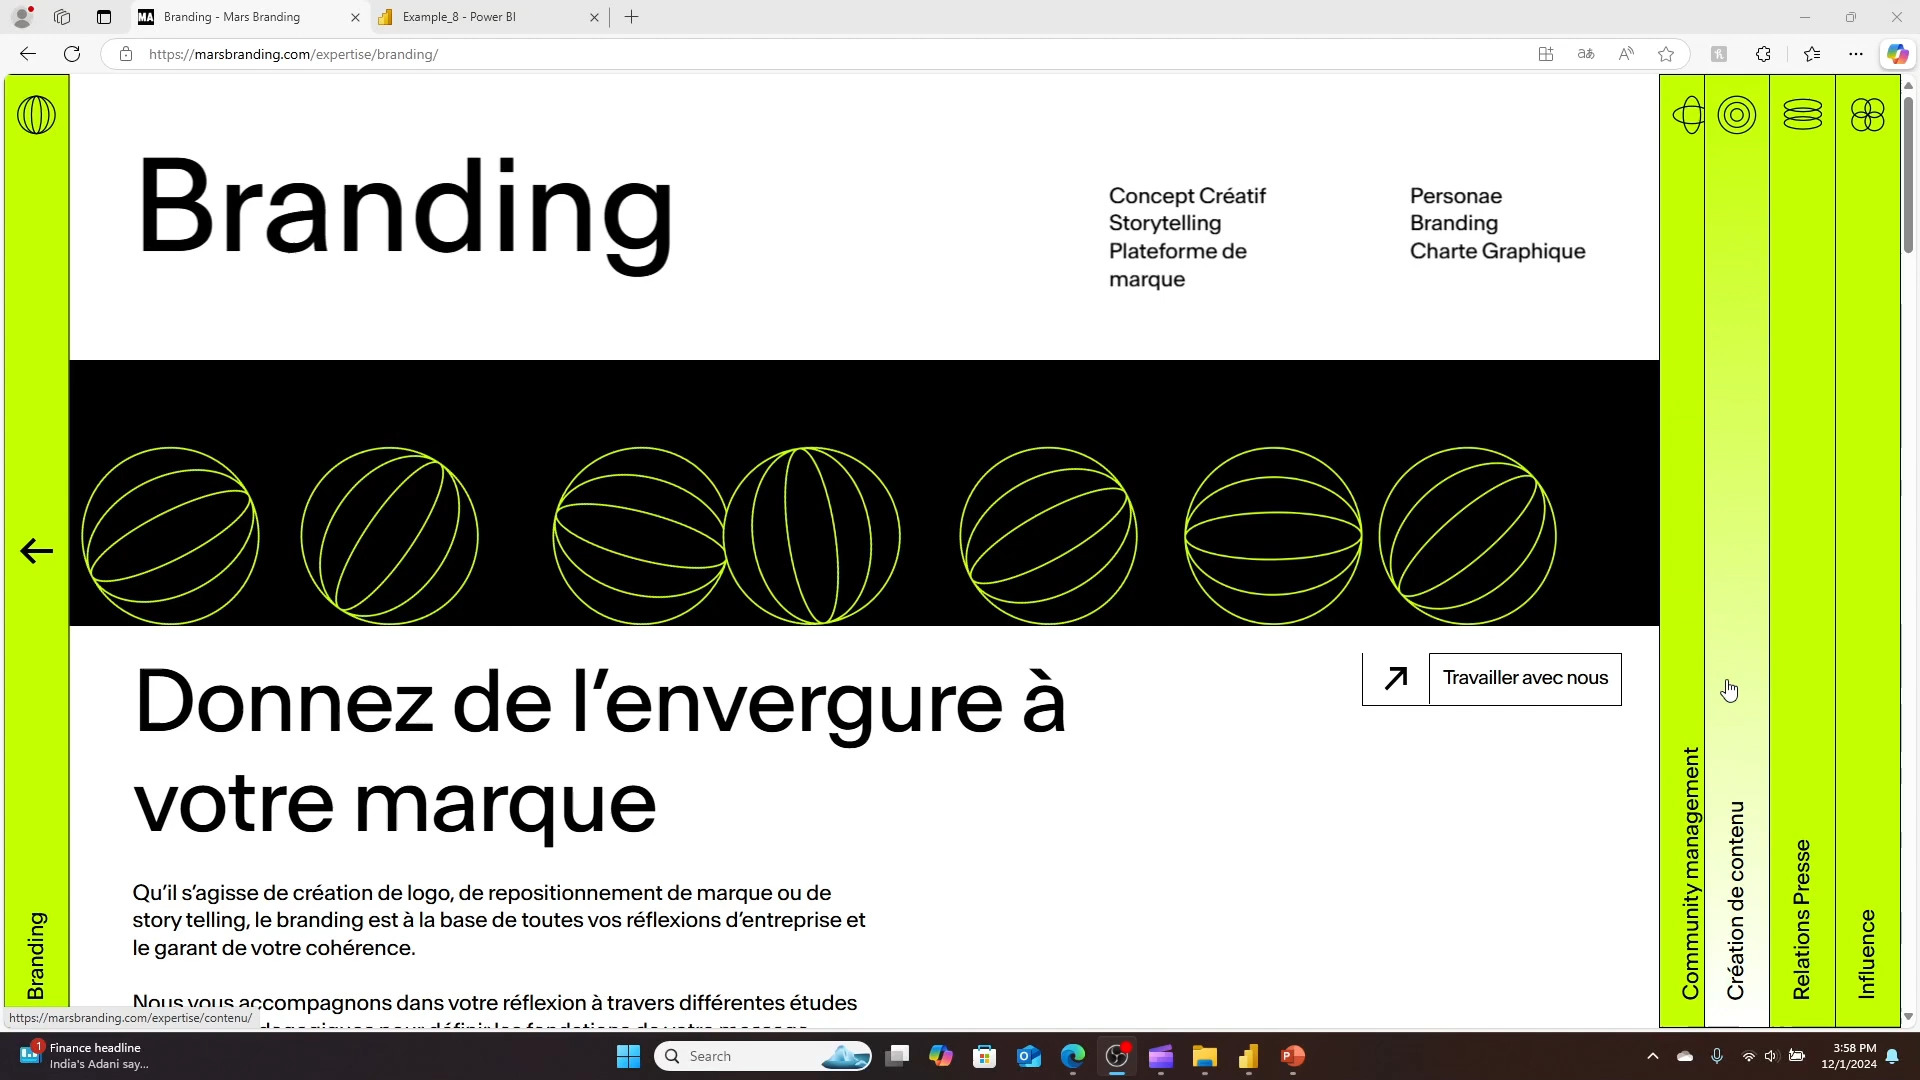 MA Branding - Mars Branding
Example_8 - Power BI
https://marsbranding.com/expertise/branding/
Branding
Concept Créatif
Storytelling
Plateforme de
marque
Personae
Branding
Charte Graphique
Donnez de l’envergure à
votre marque
Travailler avec nous
Qu’il s’agisse de création de logo, de repositionnement de marque ou de
story telling, le branding est à la base de toutes vos réflexions d’entreprise et
le garant de votre cohérence.
Nous vous accompagnons dans votre réflexion à travers différentes études
Branding
Community management
Création de contenu
Relations Presse
Influence
https://marsbranding.com/expertise/contenu/
1
Finance headline
India's Adani say...
Search
3:58 PM
12/1/2024